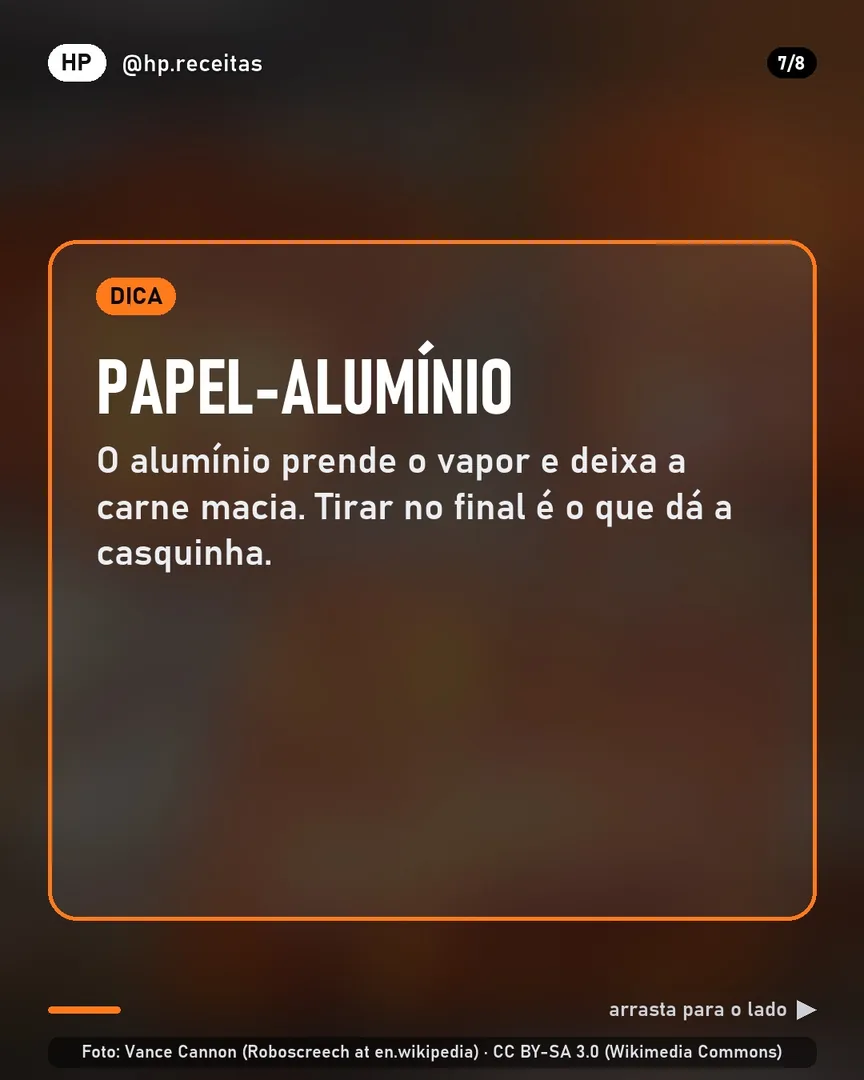 HP @hp.receitas 7/8
DICA
PAPEL-ALUMÍNIO
O alumínio prende o vapor e deixa a
carne macia. Tirar no final é o que dá a
casquinha.
arrasta para o lado ▶
Foto: Vance Cannon (Roboscreech at en.wikipedia) · CC BY-SA 3.0 (Wikimedia Commons)